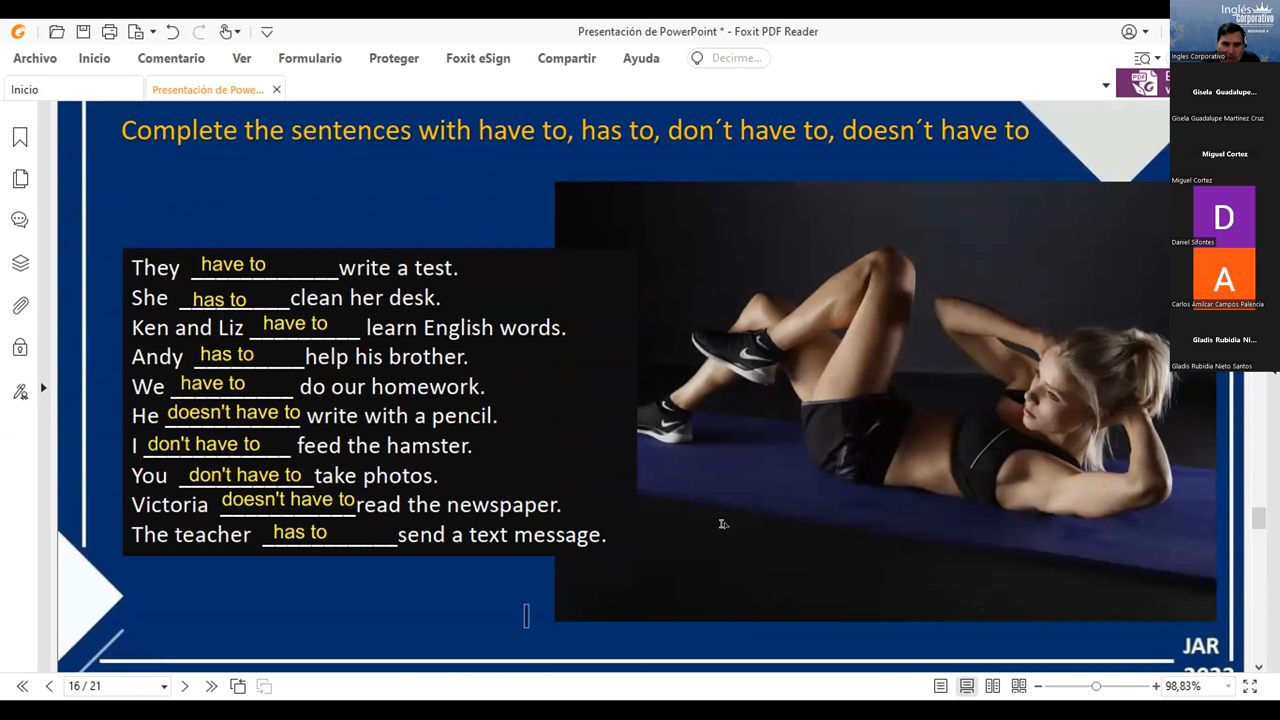 Presentación de PowerPoint * - Foxit PDF Reader
Inglés
Corporativo
BEGINNER 4
Ingles Corporativo
Archivo Inicio Comentario Ver Formulario Proteger Foxit eSign Compartir Ayuda Decirme...
Inicio Presentación de Powe...
PDF
Gisela Guadalupe...
Gisela Guadalupe Martinez Cruz
Miguel Cortez
Miguel Cortez
D
Daniel Sifontes
A
Carlos Amilcar Campos Palencia
Gladis Rubidia Ni...
Gladis Rubidia Nieto Santos
Complete the sentences with have to, has to, don´t have to, doesn´t have to
They have to write a test.
She has to clean her desk.
Ken and Liz have to learn English words.
Andy has to help his brother.
We have to do our homework.
He doesn't have to write with a pencil.
I don't have to feed the hamster.
You don't have to take photos.
Victoria doesn't have to read the newspaper.
The teacher has to send a text message.
JAR
16 / 21
98,83%